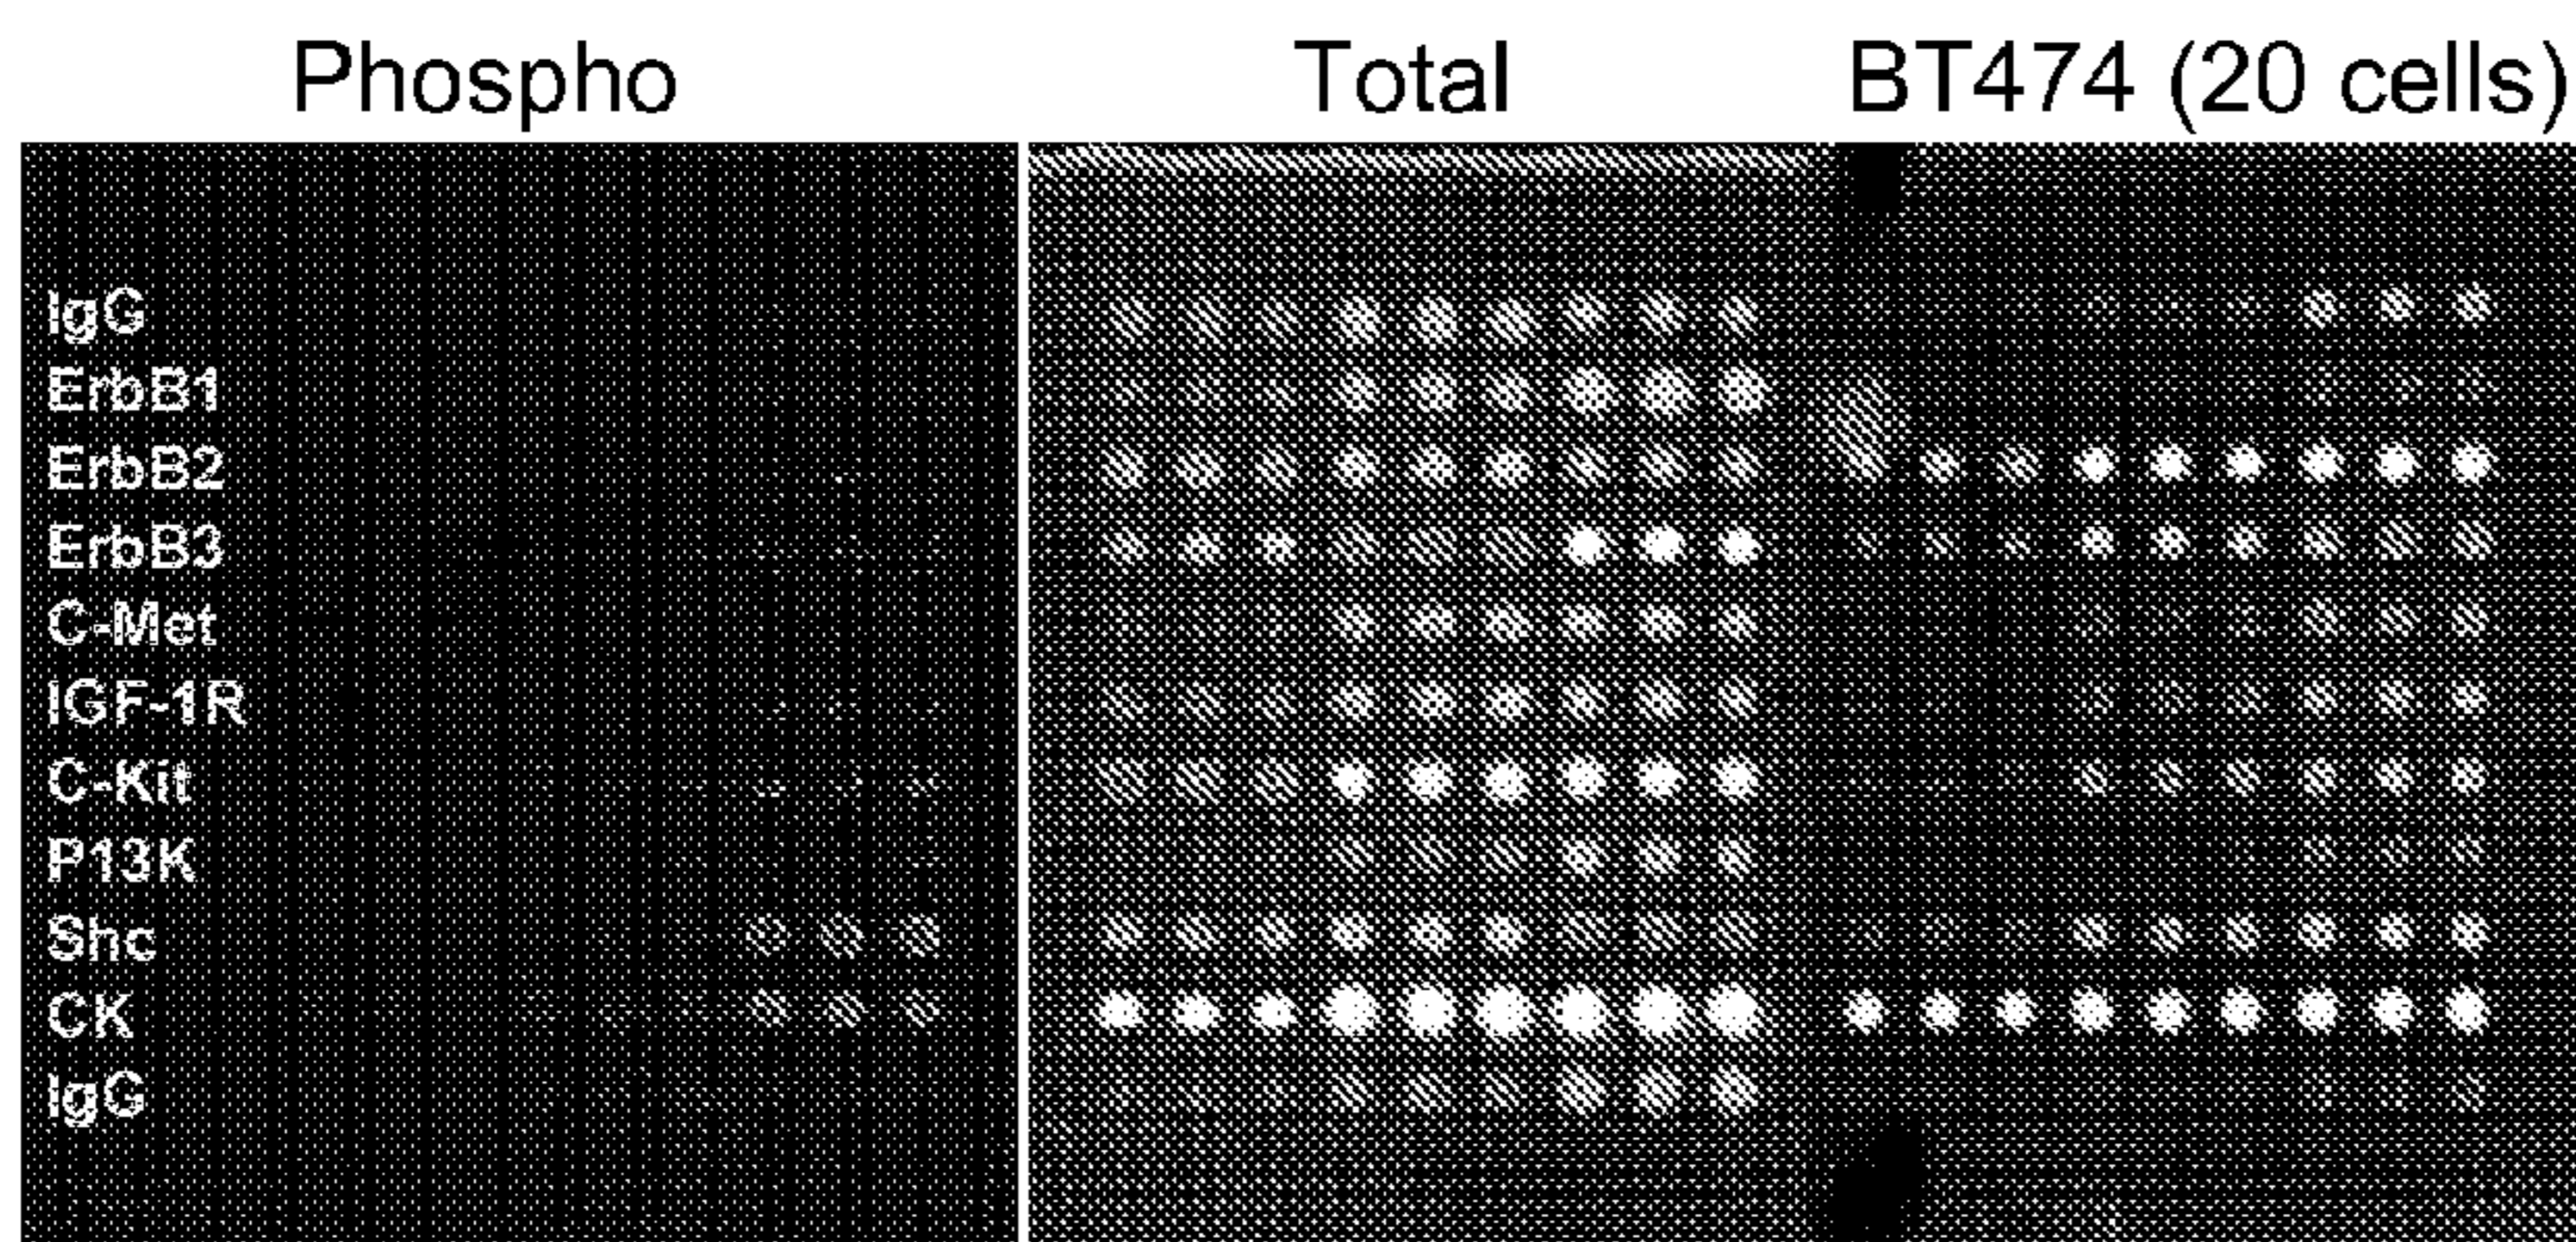 Phospho Total BT474 (20 cells)
IgG
ErbB1
ErbB2
ErbB3
C-Met
IGF-1R
C-Kit
P13K
Shc
CK
IgG